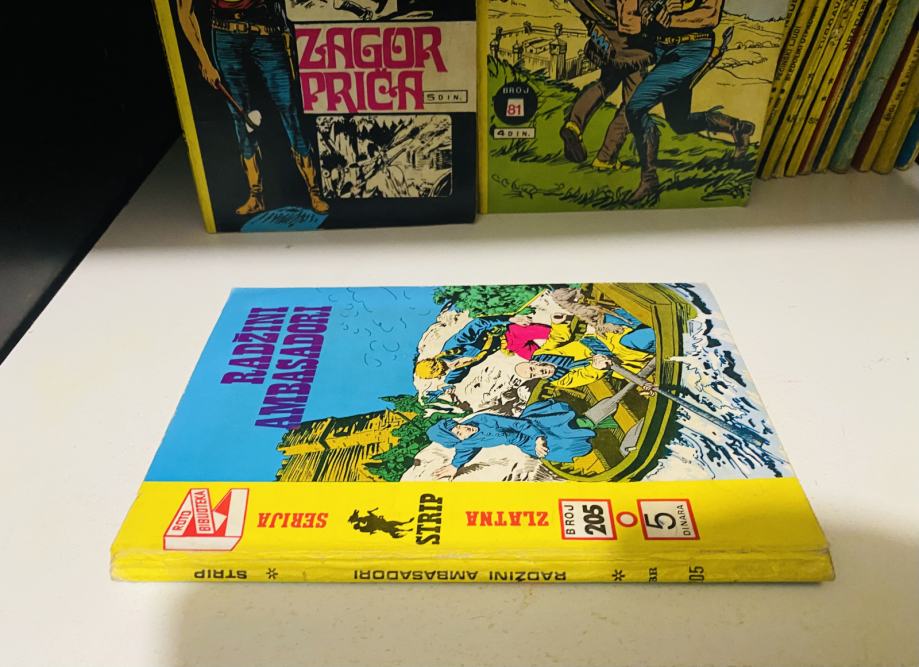 ZAGOR
PRIČA
5 DIN.
BROJ
81
4 DIN.
RADŽINI
AMBASADORI
ROTO
BIBLIOTEKA
SERIJA
STRIP
ZLATNA
BROJ
205
5
DINARA
STRIP * RADŽINI AMBASADORI * BR
05